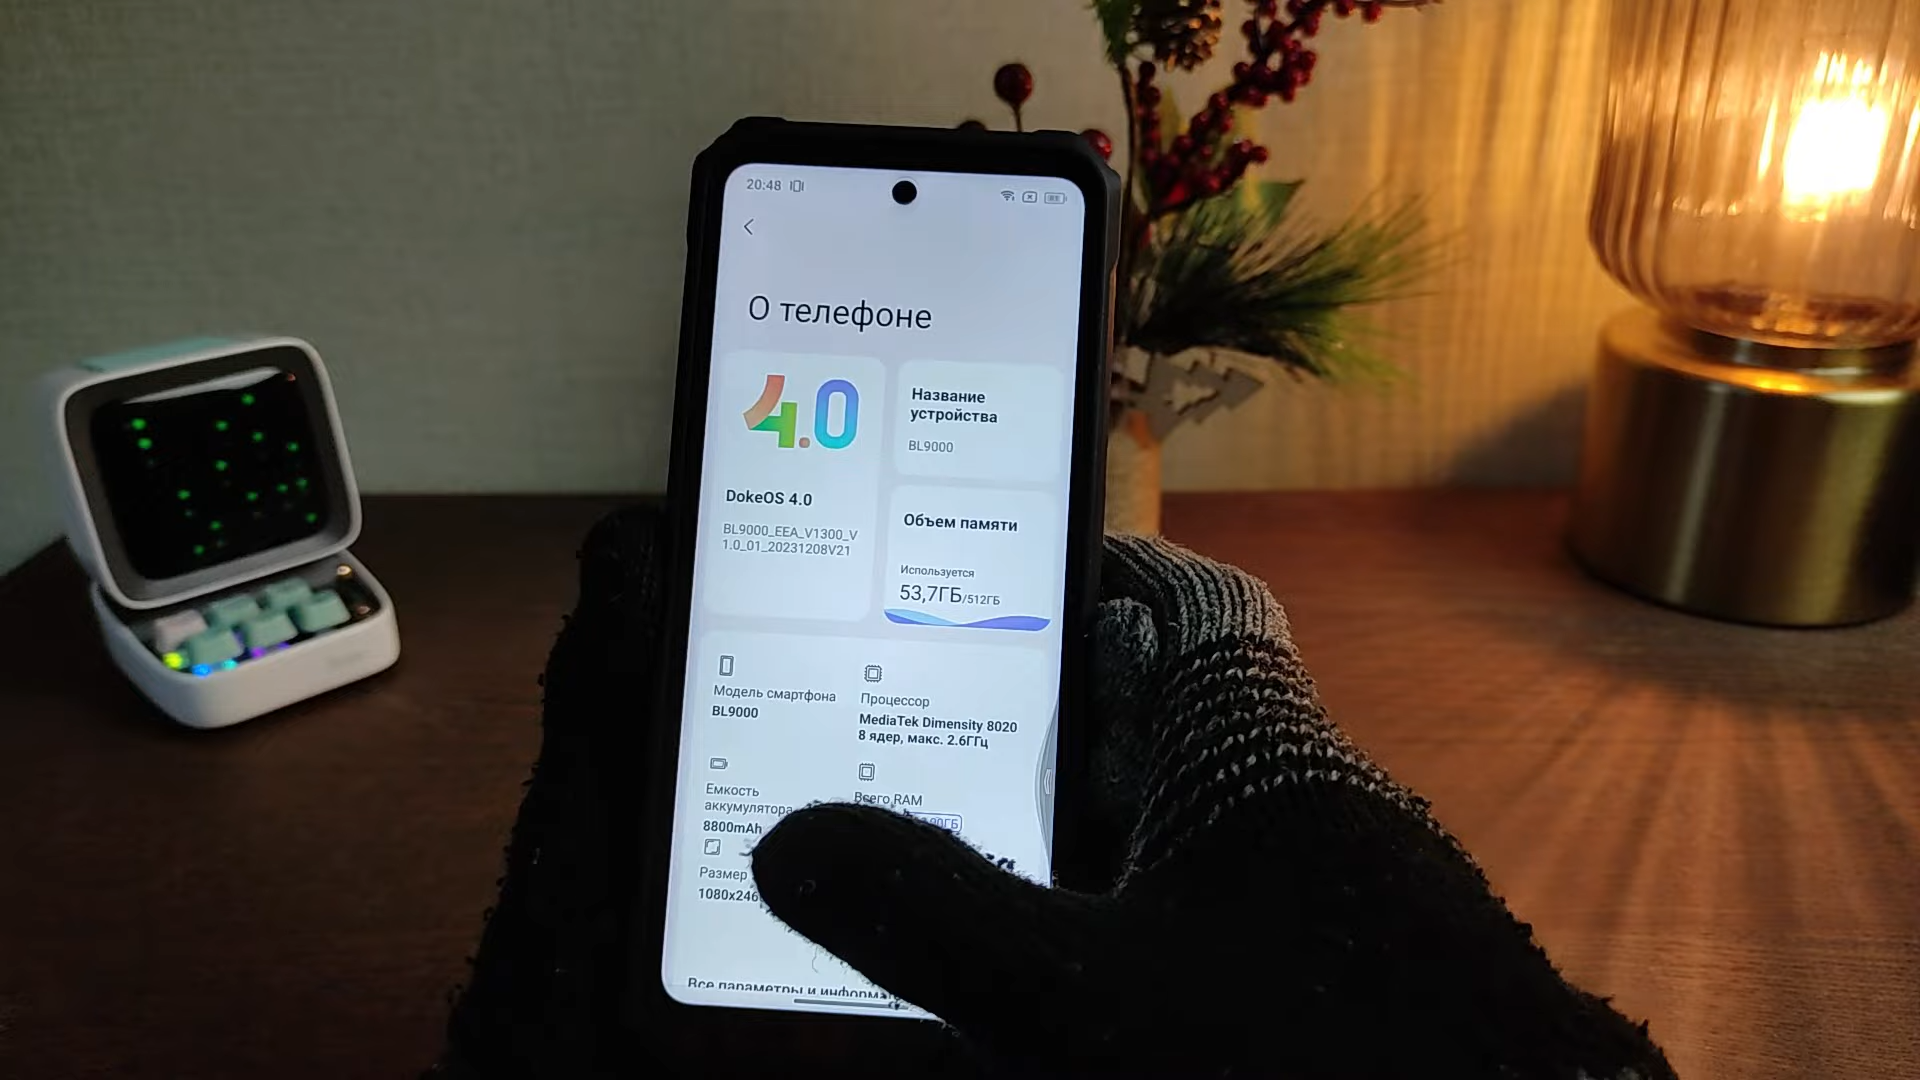 20:48
О телефоне
4.0
DokeOS 4.0
BL9000_EEA_V1300_V
1.0_01_20231208V21
Название
устройства
BL9000
Объем памяти
Используется
53,7ГБ/512ГБ
Модель смартфона
BL9000
Процессор
MediaTek Dimensity 8020
8 ядер, макс. 2.6ГГц
Емкость
аккумулятора
8800mAh
Всего RAM
Размер
Все параметры и